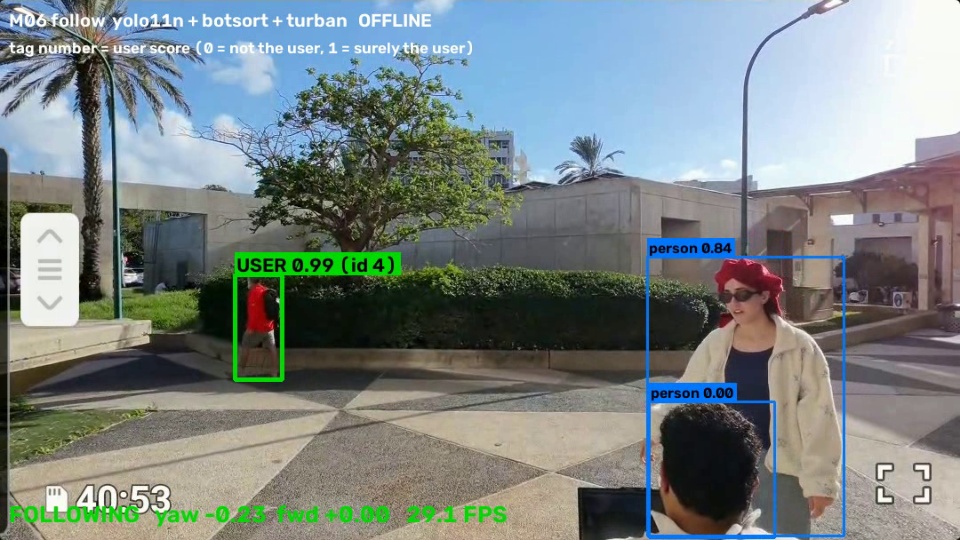 M06 follow yolo11n + botsort + turban OFFLINE
tag number = user score (0 = not the user, 1 = surely the user)
person 0.84
USER 0.99 (id 4)
person 0.00
40:53
FOLLOWING yaw -0.23 fwd +0.00 29.1 FPS